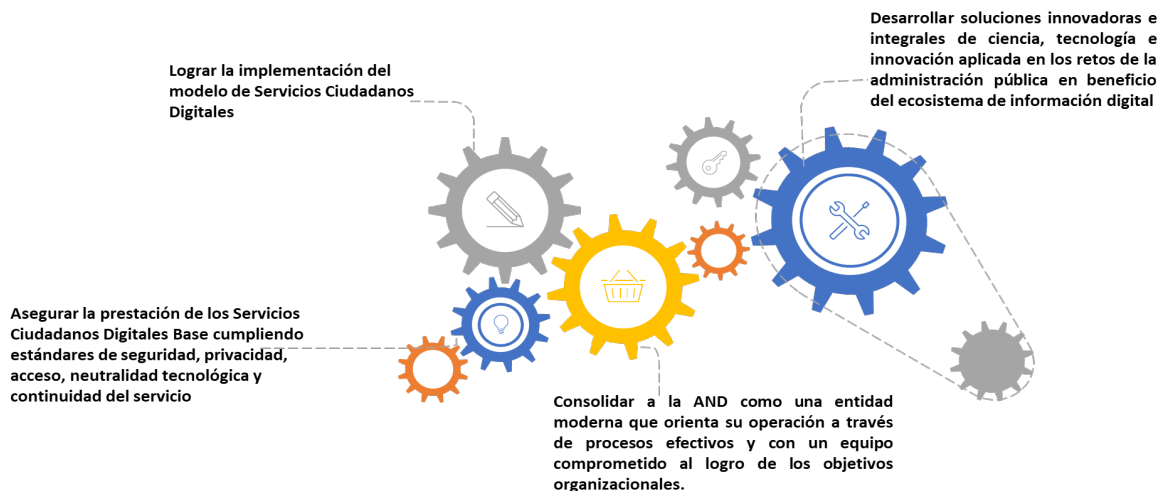 Lograr la implementación del
modelo de Servicios Ciudadanos
Digitales
Desarrollar soluciones innovadoras e
integrales de ciencia, tecnología e
innovación aplicada en los retos de la
administración pública en beneficio
del ecosistema de información digital
Asegurar la prestación de los Servicios
Ciudadanos Digitales Base cumpliendo
estándares de seguridad, privacidad,
acceso, neutralidad tecnológica y
continuidad del servicio
Consolidar a la AND como una entidad
moderna que orienta su operación a través
de procesos efectivos y con un equipo
comprometido al logro de los objetivos
organizacionales.